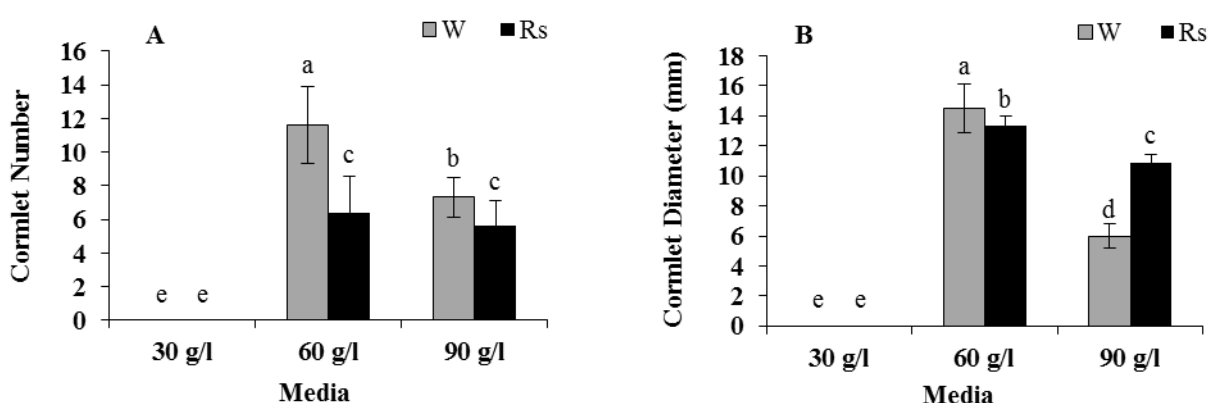 A
W Rs
Cormlet Number
16
14
12
10
8
6
4
2
0
a
c
b
c
e e
30 g/l 60 g/l 90 g/l
Media
B
W Rs
Cormlet Diameter (mm)
18
16
14
12
10
8
6
4
2
0
a
b
c
d
e e
30 g/l 60 g/l 90 g/l
Media